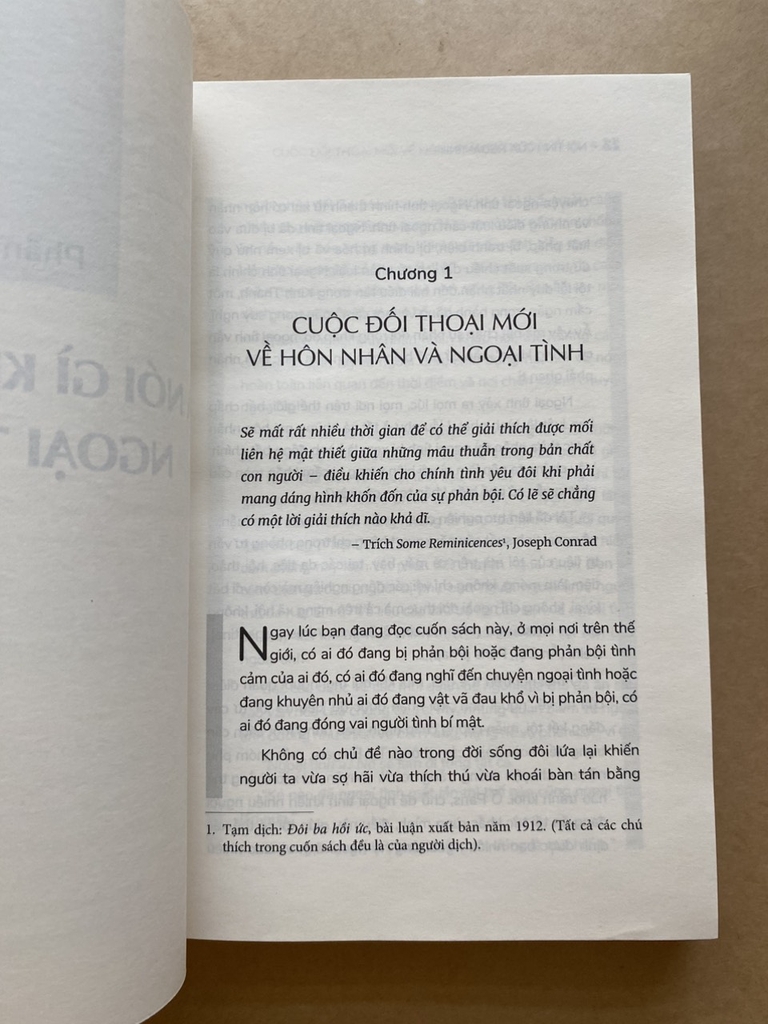 Chương 1
CUỘC ĐỐI THOẠI MỚI
VỀ HÔN NHÂN VÀ NGOẠI TÌNH
Sẽ mất rất nhiều thời gian để có thể giải thích được mối
liên hệ mật thiết giữa những mâu thuẫn trong bản chất
con người – điều khiến cho chính tình yêu đôi khi phải
mang dáng hình khốn đốn của sự phản bội. Có lẽ sẽ chẳng
có một lời giải thích nào khả dĩ.
– Trích Some Reminicences¹, Joseph Conrad
Ngay lúc bạn đang đọc cuốn sách này, ở mọi nơi trên thế
giới, có ai đó đang bị phản bội hoặc đang phản bội tình
cảm của ai đó, có ai đó đang nghĩ đến chuyện ngoại tình hoặc
đang khuyên nhủ ai đó đang vật vã đau khổ vì bị phản bội, có
ai đó đang đóng vai người tình bí mật.
Không có chủ đề nào trong đời sống đôi lứa lại khiến
người ta vừa sợ hãi vừa thích thú vừa khoái bàn tán bằng
1. Tạm dịch: Đôi ba hồi ức, bài luận xuất bản năm 1912. (Tất cả các chú
thích trong cuốn sách đều là của người dịch).